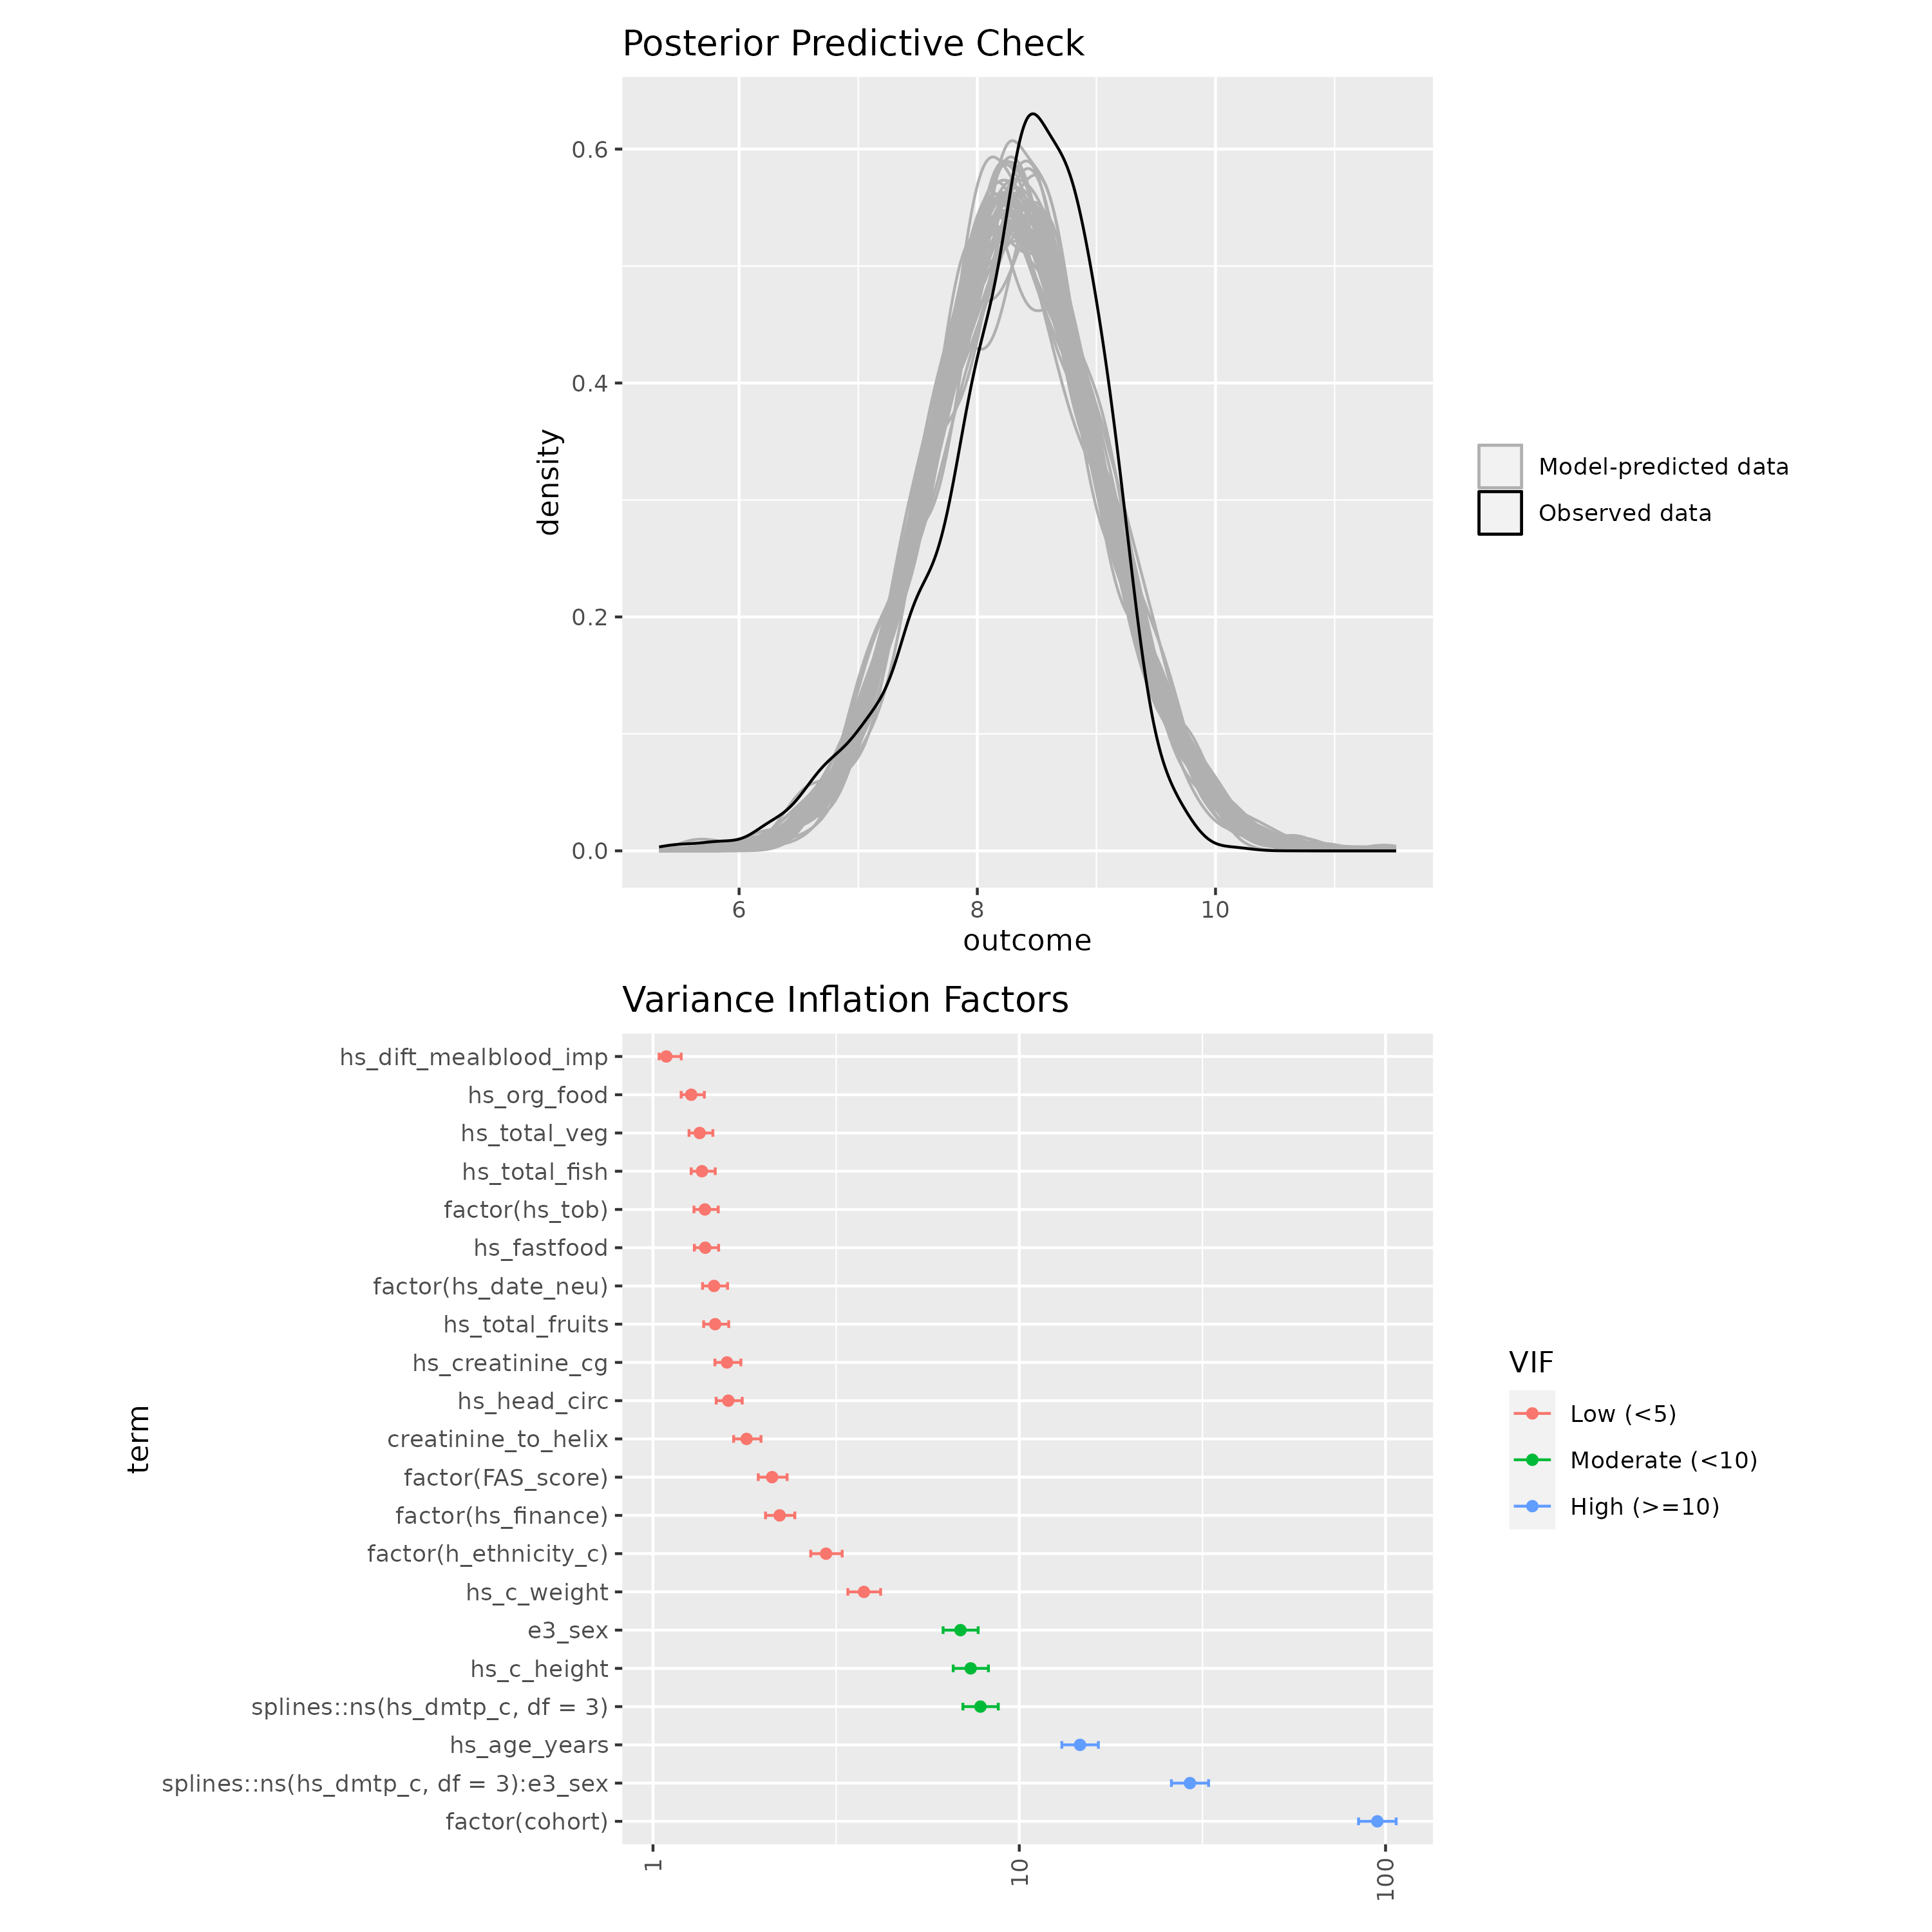 Posterior Predictive Check
0.6
0.4
0.2
0.0
density
6
8
10
outcome
Model-predicted data
Observed data
Variance Inflation Factors
term
hs_dift_mealblood_imp
hs_org_food
hs_total_veg
hs_total_fish
factor(hs_tob)
hs_fastfood
factor(hs_date_neu)
hs_total_fruits
hs_creatinine_cg
hs_head_circ
creatinine_to_helix
factor(FAS_score)
factor(hs_finance)
factor(h_ethnicity_c)
hs_c_weight
e3_sex
hs_c_height
splines::ns(hs_dmtp_c, df = 3)
hs_age_years
splines::ns(hs_dmtp_c, df = 3):e3_sex
factor(cohort)
1
10
100
VIF
Low (<5)
Moderate (<10)
High (>=10)